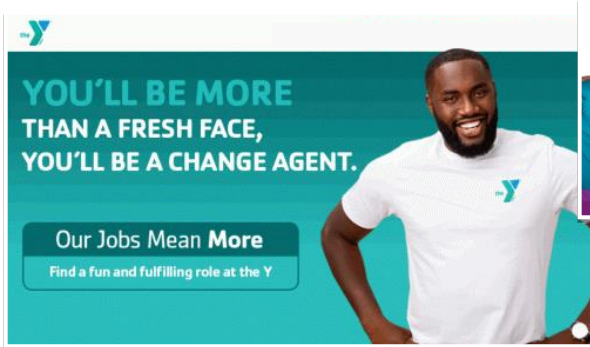 the Y
YOU'LL BE MORE
THAN A FRESH FACE,
YOU'LL BE A CHANGE AGENT.
the Y
Our Jobs Mean More
Find a fun and fulfilling role at the Y